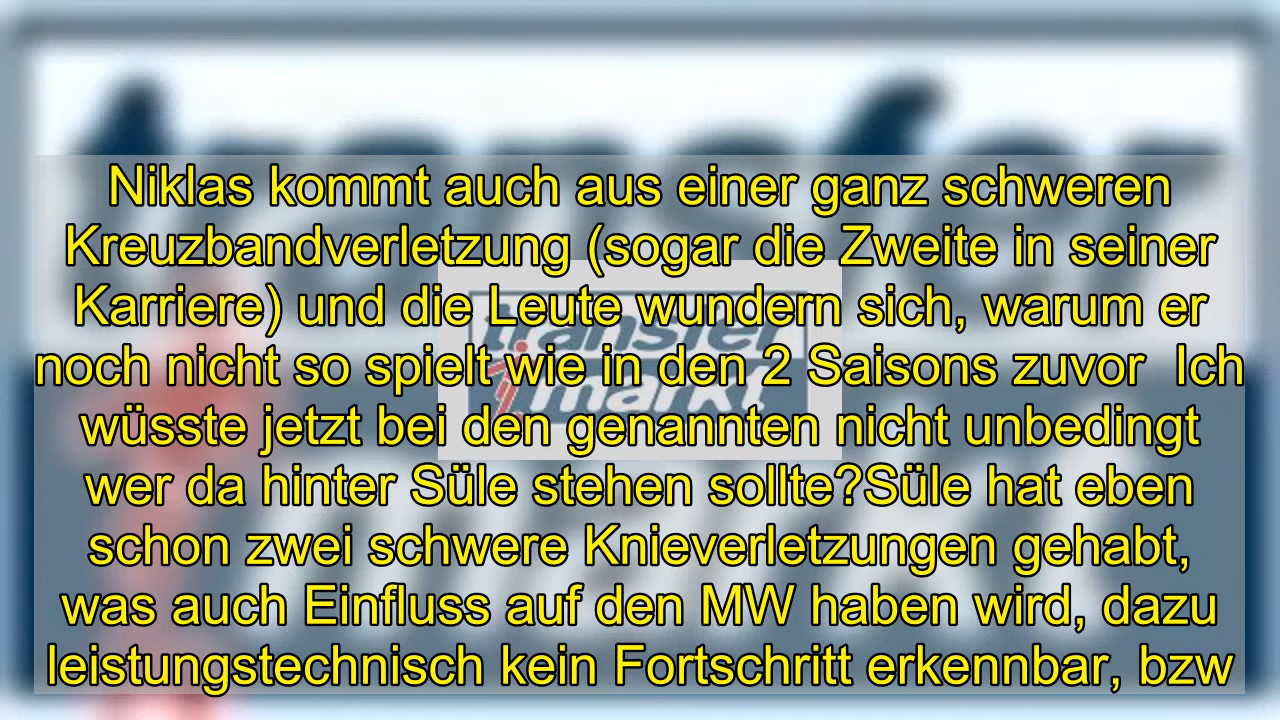 Niklas kommt auch aus einer ganz schweren
Kreuzbandverletzung (sogar die Zweite in seiner
Karriere) und die Leute wundern sich, warum er
noch nicht so spielt wie in den 2 Saisons zuvor  Ich
wüsste jetzt bei den genannten nicht unbedingt
wer da hinter Süle stehen sollte?Süle hat eben
schon zwei schwere Knieverletzungen gehabt,
was auch Einfluss auf den MW haben wird, dazu
leistungstechnisch kein Fortschritt erkennbar, bzw
transfer
markt